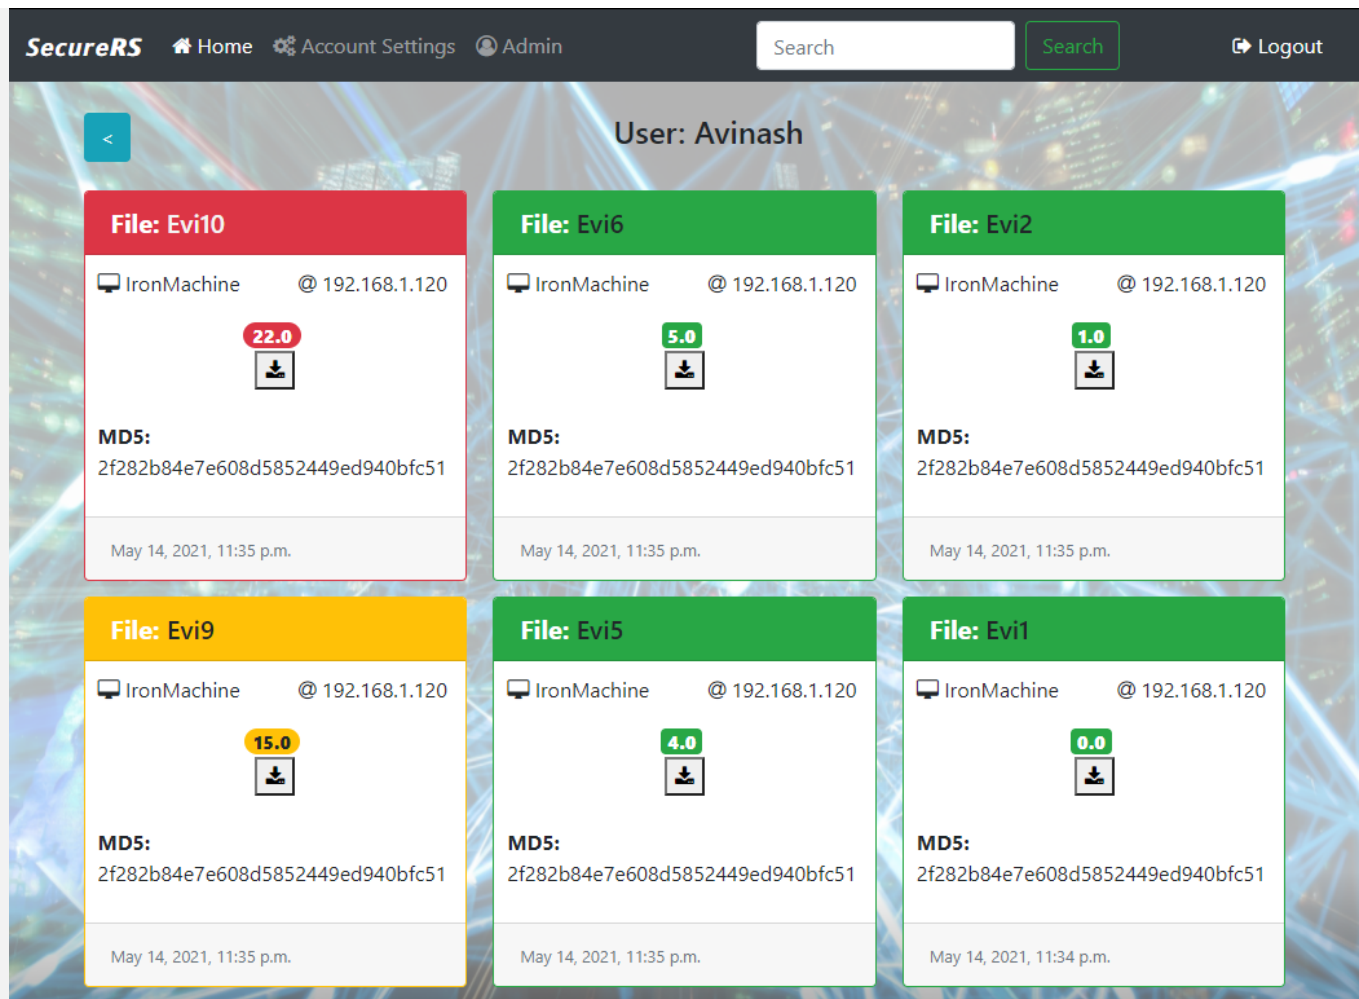 SecureRS Home Account Settings Admin Search Search Logout
<
User: Avinash
File: Evi10
IronMachine @ 192.168.1.120
22.0
MD5:
2f282b84e7e608d5852449ed940bfc51
May 14, 2021, 11:35 p.m.
File: Evi6
IronMachine @ 192.168.1.120
5.0
MD5:
2f282b84e7e608d5852449ed940bfc51
May 14, 2021, 11:35 p.m.
File: Evi2
IronMachine @ 192.168.1.120
1.0
MD5:
2f282b84e7e608d5852449ed940bfc51
May 14, 2021, 11:35 p.m.
File: Evi9
IronMachine @ 192.168.1.120
15.0
MD5:
2f282b84e7e608d5852449ed940bfc51
May 14, 2021, 11:35 p.m.
File: Evi5
IronMachine @ 192.168.1.120
4.0
MD5:
2f282b84e7e608d5852449ed940bfc51
May 14, 2021, 11:35 p.m.
File: Evi1
IronMachine @ 192.168.1.120
0.0
MD5:
2f282b84e7e608d5852449ed940bfc51
May 14, 2021, 11:34 p.m.